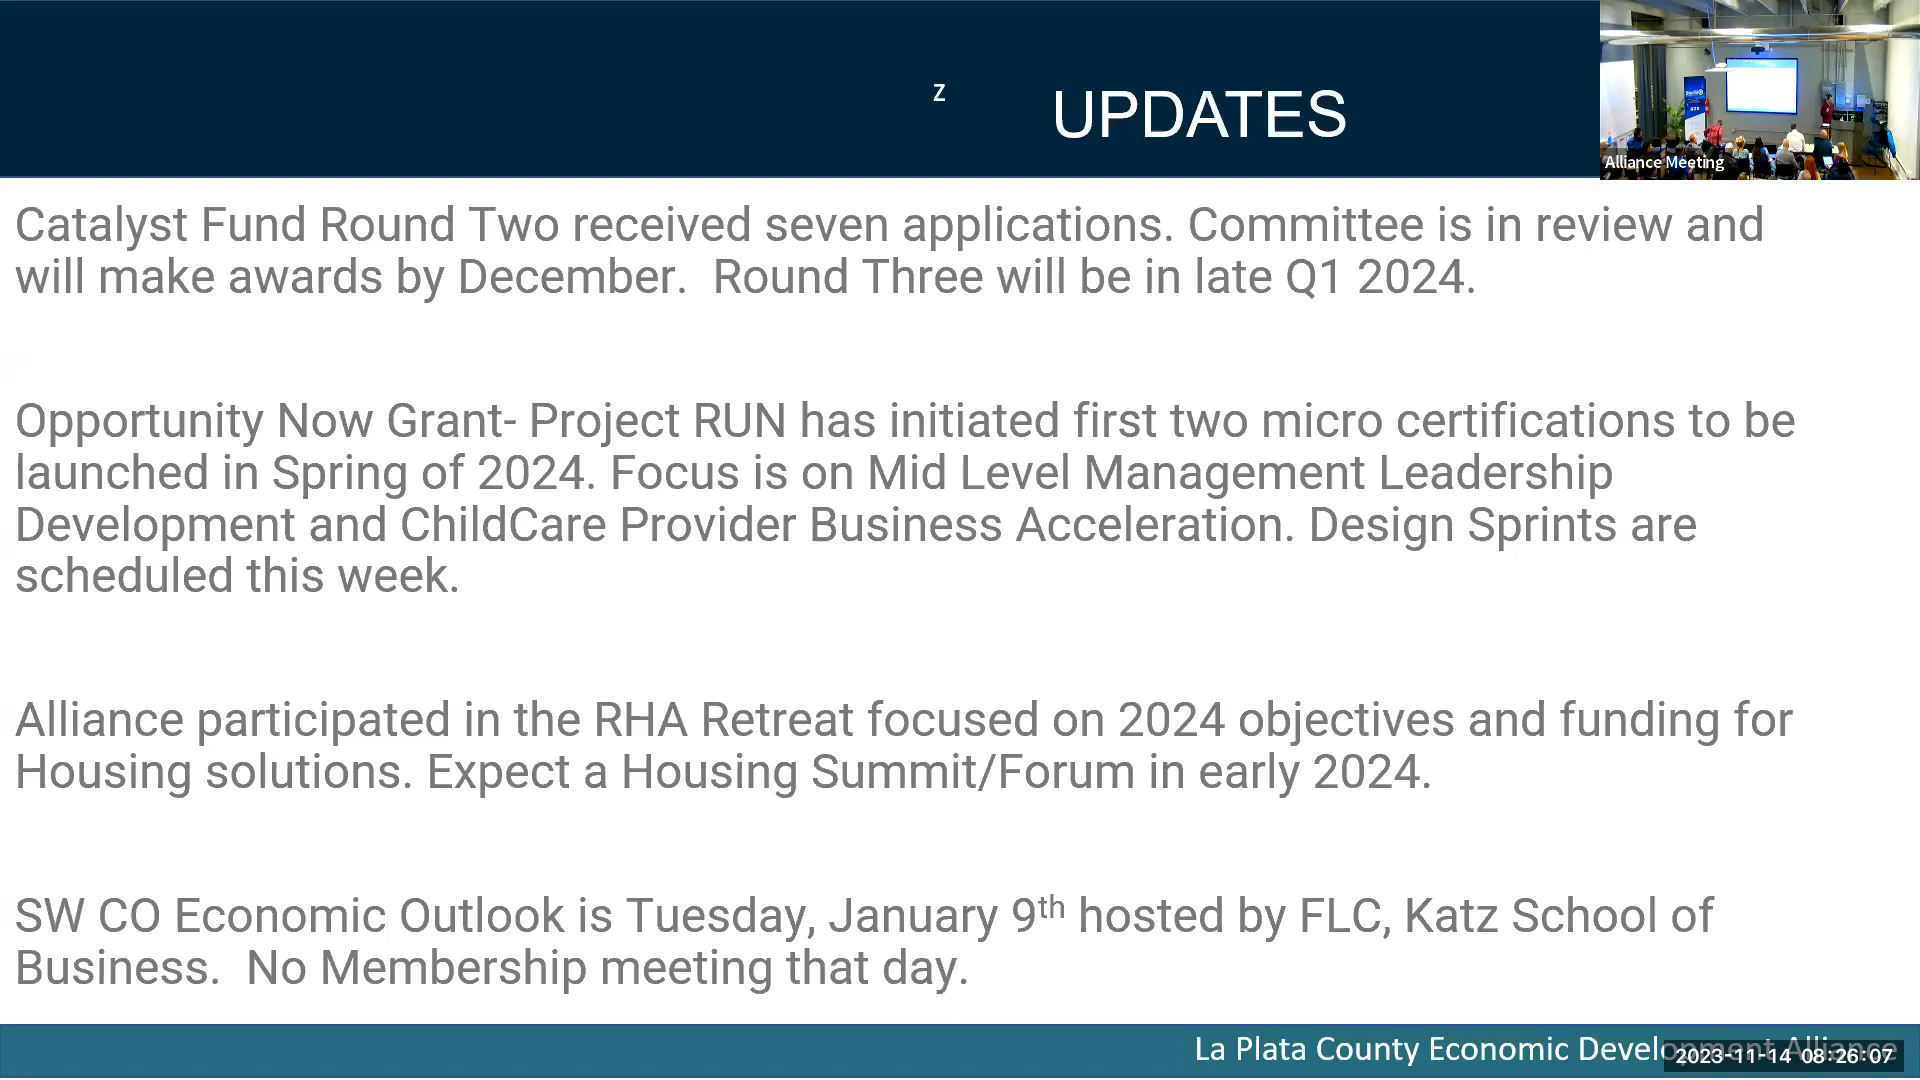 z
UPDATES
Alliance Meeting
Catalyst Fund Round Two received seven applications. Committee is in review and
will make awards by December.  Round Three will be in late Q1 2024.
Opportunity Now Grant- Project RUN has initiated first two micro certifications to be
launched in Spring of 2024. Focus is on Mid Level Management Leadership
Development and ChildCare Provider Business Acceleration. Design Sprints are
scheduled this week.
Alliance participated in the RHA Retreat focused on 2024 objectives and funding for
Housing solutions. Expect a Housing Summit/Forum in early 2024.
SW CO Economic Outlook is Tuesday, January 9th hosted by FLC, Katz School of
Business.  No Membership meeting that day.
La Plata County Economic Development Alliance
2023-11-14 08:26:07